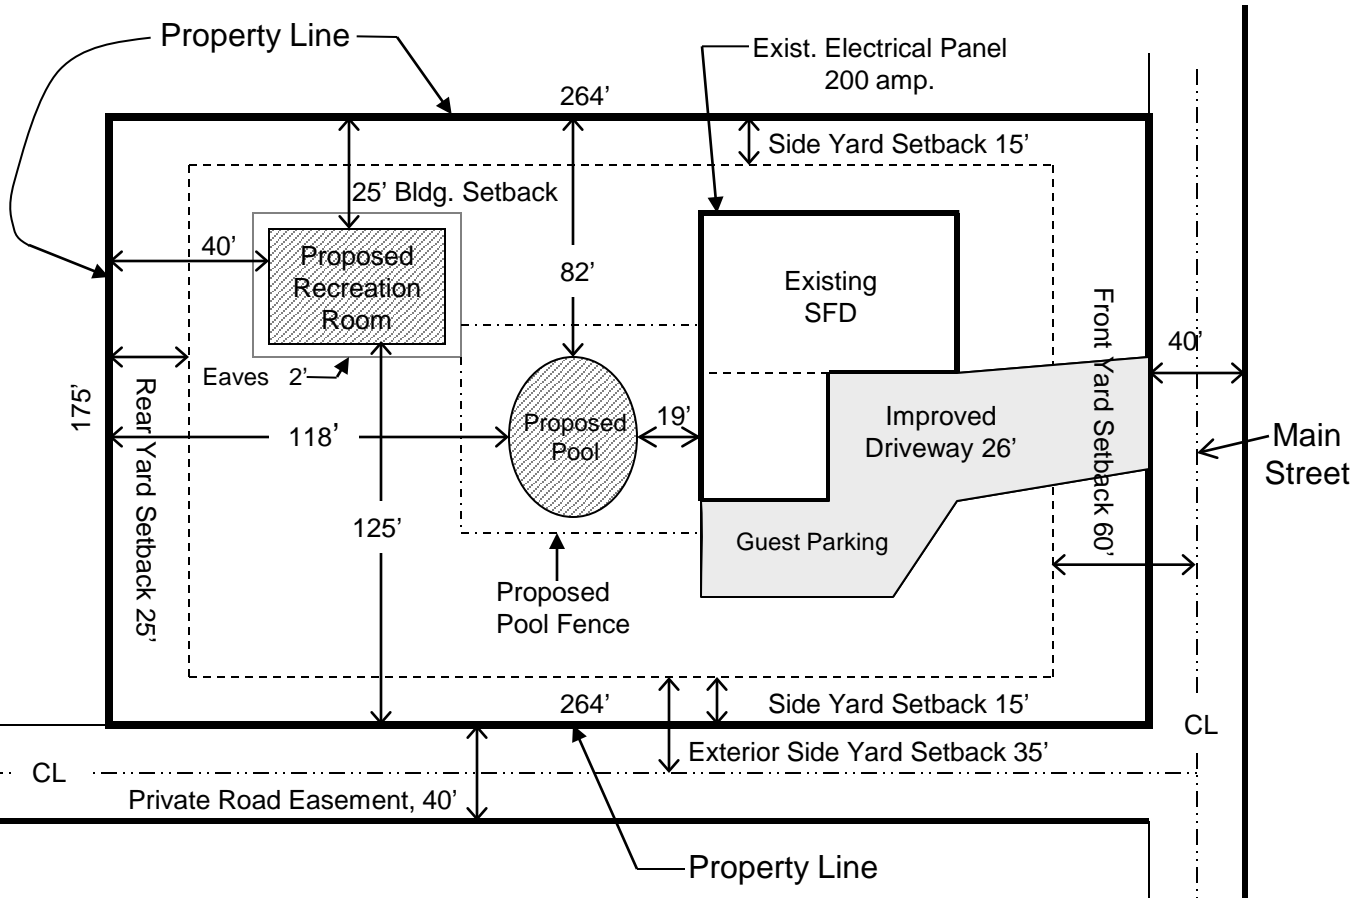 Property Line
Exist. Electrical Panel
200 amp.
264’
Side Yard Setback 15’
25’ Bldg. Setback
40’
Proposed
Recreation
Room
82’
Existing
SFD
Front Yard Setback 60’
40’
Eaves 2’
175’
Rear Yard Setback 25’
118’
Proposed
Pool
19’
Improved
Driveway 26’
Main
Street
125’
Guest Parking
Proposed
Pool Fence
264’
Side Yard Setback 15’
CL
Exterior Side Yard Setback 35’
CL
Private Road Easement, 40’
Property Line